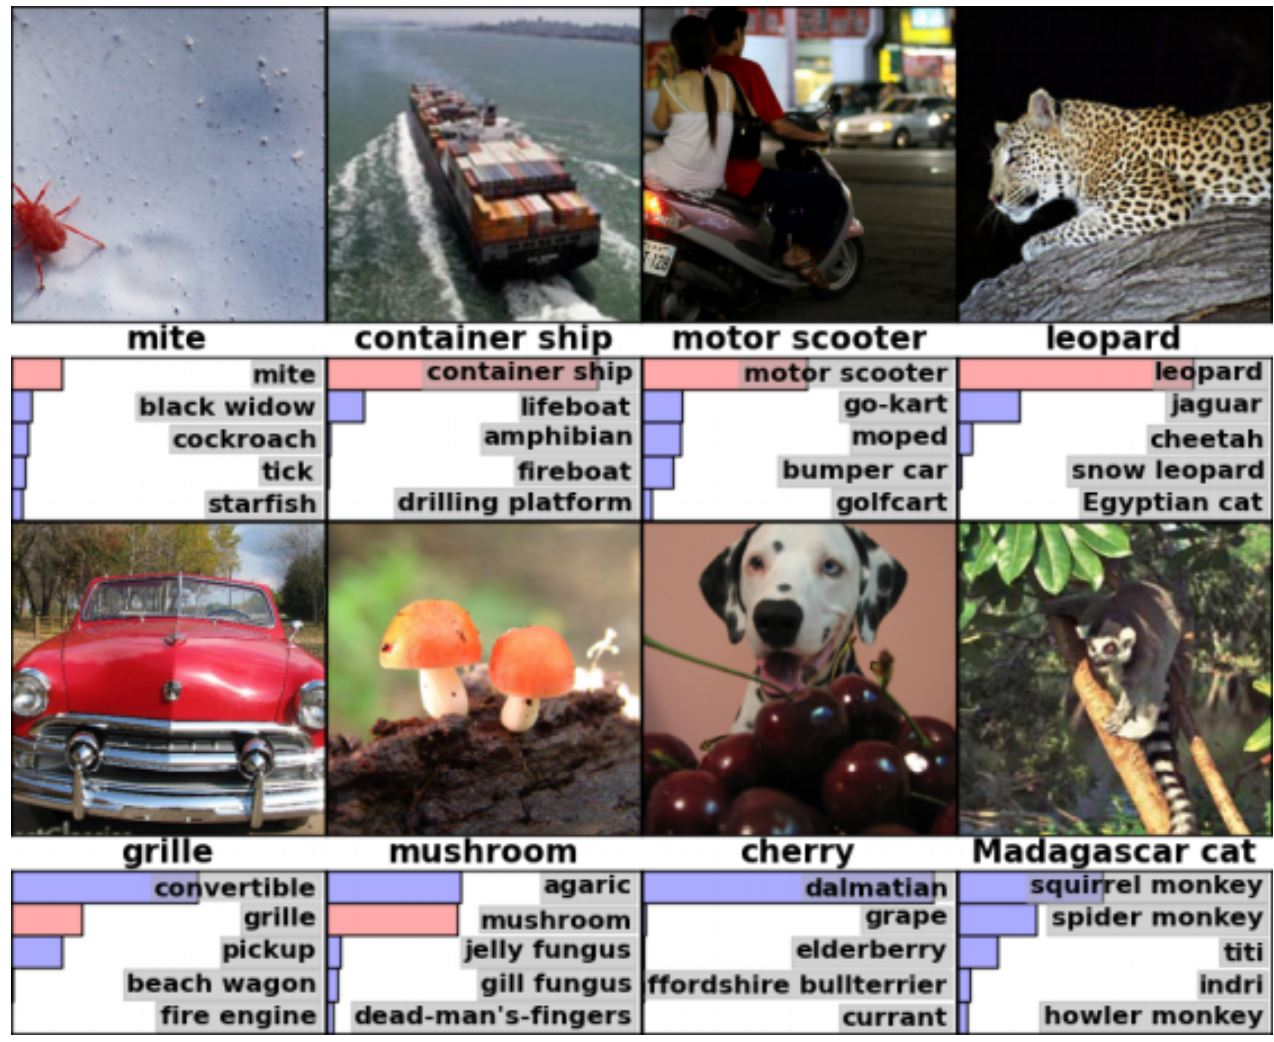 mite
container ship
motor scooter
leopard
mite
black widow
cockroach
tick
starfish
container ship
lifeboat
amphibian
fireboat
drilling platform
motor scooter
go-kart
moped
bumper car
golfcart
leopard
jaguar
cheetah
snow leopard
Egyptian cat
grille
mushroom
cherry
Madagascar cat
convertible
grille
pickup
beach wagon
fire engine
agaric
mushroom
jelly fungus
gill fungus
dead-man's-fingers
dalmatian
grape
elderberry
ffordshire bullterrier
currant
squirrel monkey
spider monkey
titi
indri
howler monkey